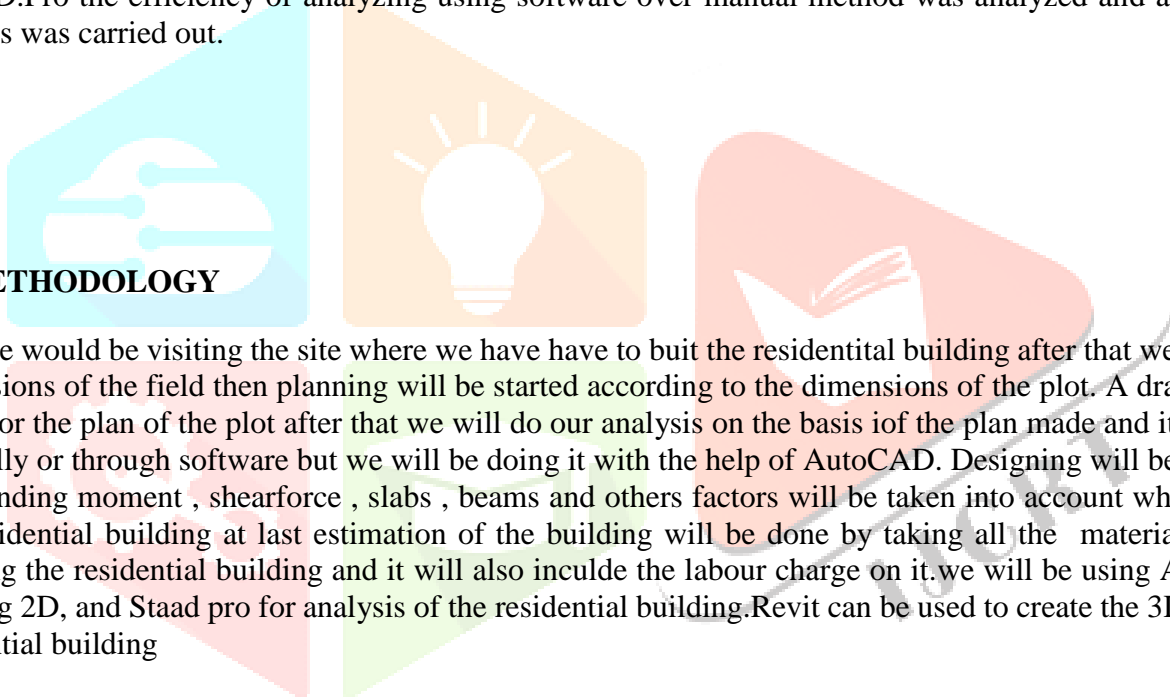 D.Pro the efficiency of analyzing using software over manual method was analyzed and a
s was carried out.
ETHODOLOGY
e would be visiting the site where we have have to buit the residentital building after that we
sions of the field then planning will be started according to the dimensions of the plot. A dra
or the plan of the plot after that we will do our analysis on the basis iof the plan made and it
lly or through software but we will be doing it with the help of AutoCAD. Designing will be
nding moment , shearforce , slabs , beams and others factors will be taken into account wh
idential building at last estimation of the building will be done by taking all the materia
g the residential building and it will also inculde the labour charge on it.we will be using A
g 2D, and Staad pro for analysis of the residential building.Revit can be used to create the 3D
ntial building
IJCRT